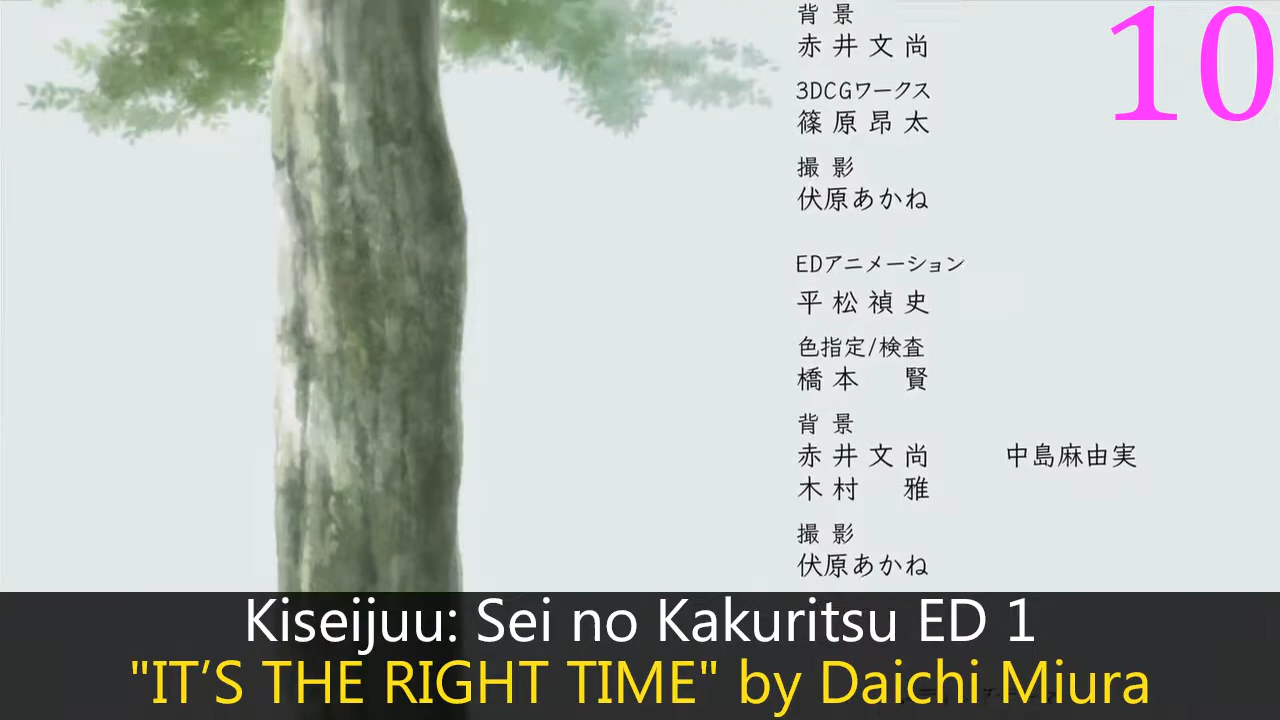 10
背景
赤井文尚
3DCGワークス
篠原昂太
撮影
伏原あかね
EDアニメーション
平松禎史
色指定/検査
橋本 賢
背景
赤井文尚 中島麻由実
木村 雅
撮影
伏原あかね
Kiseijuu: Sei no Kakuritsu ED 1
"IT’S THE RIGHT TIME" by Daichi Miura